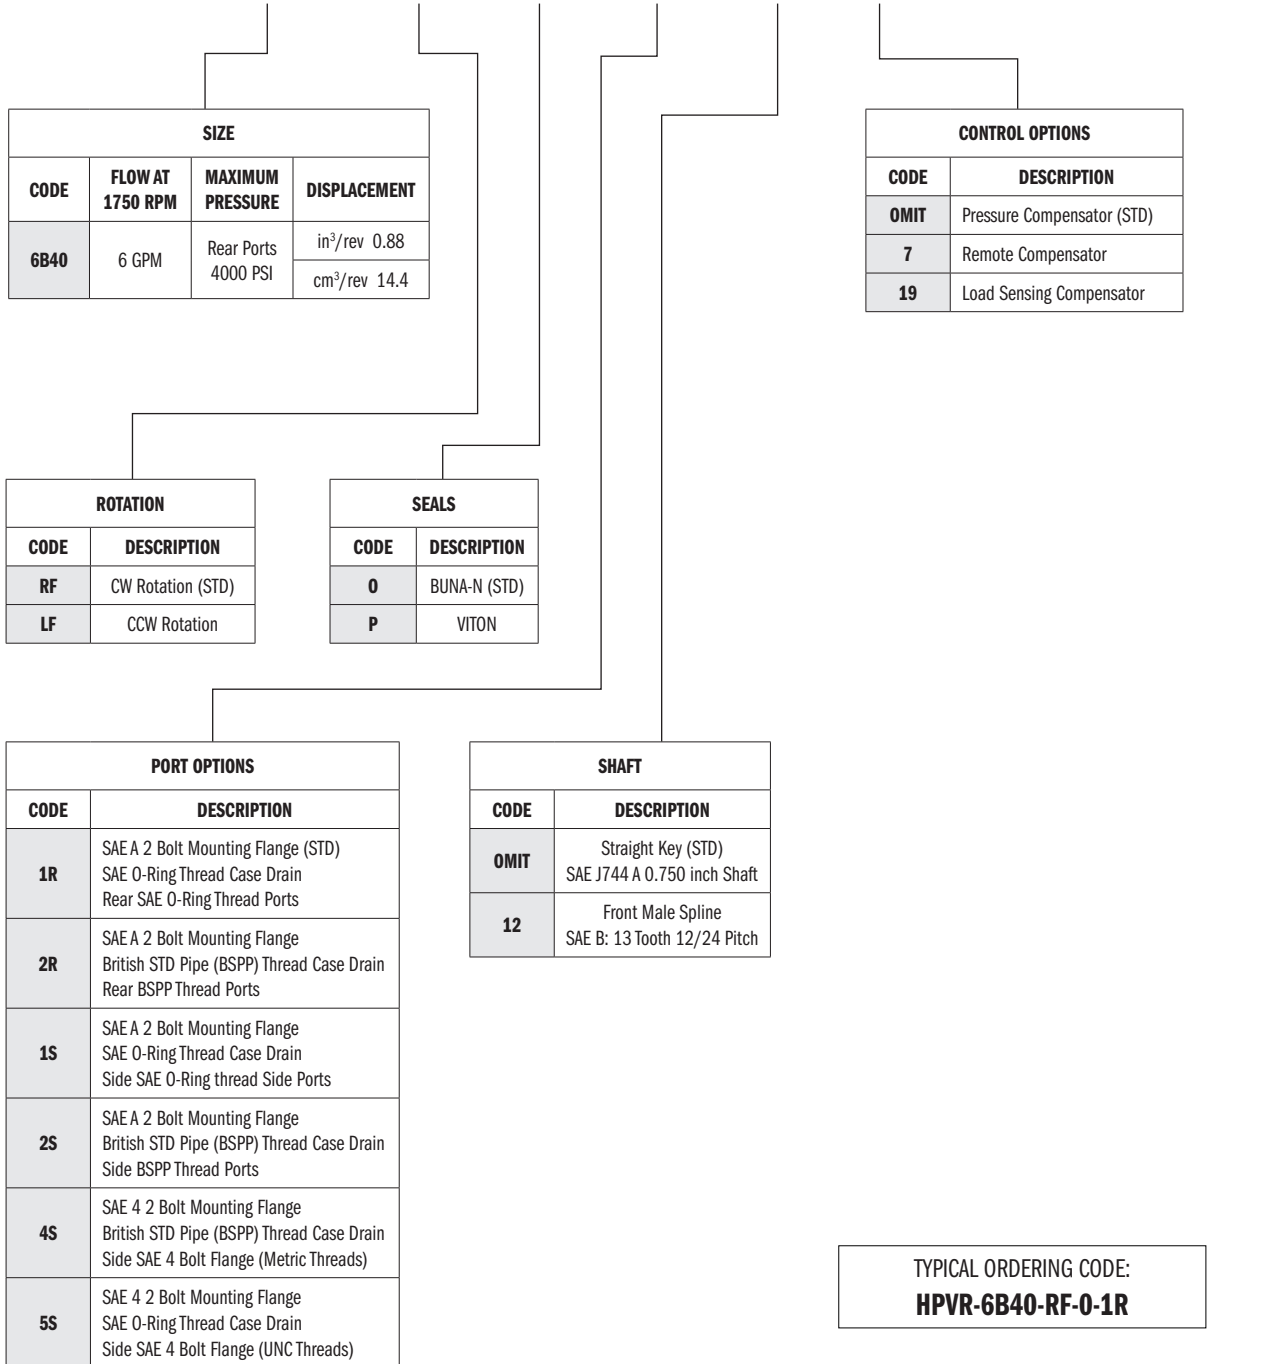 SIZE
CODE
FLOW AT
1750 RPM
MAXIMUM
PRESSURE
DISPLACEMENT
6B40
6 GPM
Rear Ports
4000 PSI
in³/rev 0.88
cm³/rev 14.4
CONTROL OPTIONS
CODE DESCRIPTION
OMIT Pressure Compensator (STD)
7 Remote Compensator
19 Load Sensing Compensator
ROTATION
CODE DESCRIPTION
RF CW Rotation (STD)
LF CCW Rotation
SEALS
CODE DESCRIPTION
O BUNA-N (STD)
P VITON
PORT OPTIONS
CODE DESCRIPTION
1R
SAE A 2 Bolt Mounting Flange (STD)
SAE O-Ring Thread Case Drain
Rear SAE O-Ring Thread Ports
2R
SAE A 2 Bolt Mounting Flange
British STD Pipe (BSPP) Thread Case Drain
Rear BSPP Thread Ports
1S
SAE A 2 Bolt Mounting Flange
SAE O-Ring Thread Case Drain
Side SAE O-Ring thread Side Ports
2S
SAE A 2 Bolt Mounting Flange
British STD Pipe (BSPP) Thread Case Drain
Side BSPP Thread Ports
4S
SAE 4 2 Bolt Mounting Flange
British STD Pipe (BSPP) Thread Case Drain
Side SAE 4 Bolt Flange (Metric Threads)
5S
SAE 4 2 Bolt Mounting Flange
SAE O-Ring Thread Case Drain
Side SAE 4 Bolt Flange (UNC Threads)
SHAFT
CODE DESCRIPTION
OMIT
Straight Key (STD)
SAE J744 A 0.750 inch Shaft
12
Front Male Spline
SAE B: 13 Tooth 12/24 Pitch
TYPICAL ORDERING CODE:
HPVR-6B40-RF-O-1R